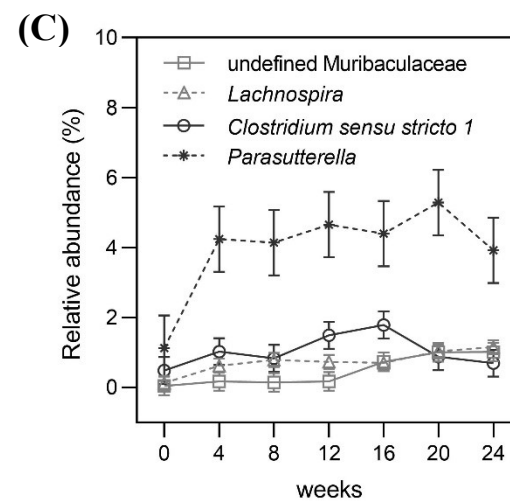 (C)
10
8
6
4
2
0
Relative abundance (%)
undefined Muribaculaceae
Lachnospira
Clostridium sensu stricto 1
Parasutterella
0 4 8 12 16 20 24
weeks